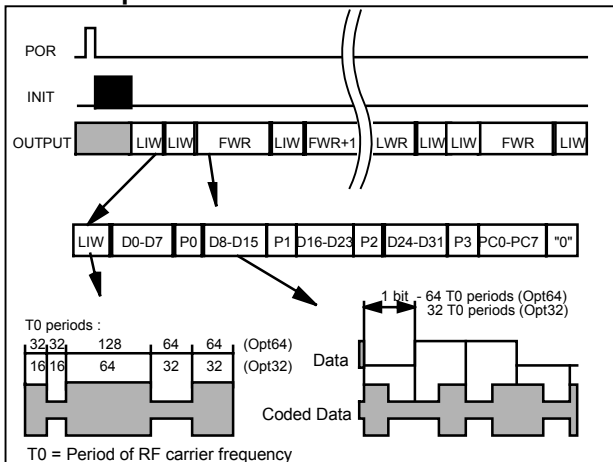 POR
INIT
OUTPUT LIW LIW FWR LIW FWR+1 LWR LIW LIW FWR LIW
LIW D0-D7 P0 D8-D15 P1 D16-D23 P2 D24-D31 P3 PC0-PC7 "0"
T0 periods :
32 32 128 64 64 (Opt64)
16 16 64 32 32 (Opt32)
1 bit - 64 T0 periods (Opt64)
32 T0 periods (Opt32)
Data
Coded Data
T0 = Period of RF carrier frequency